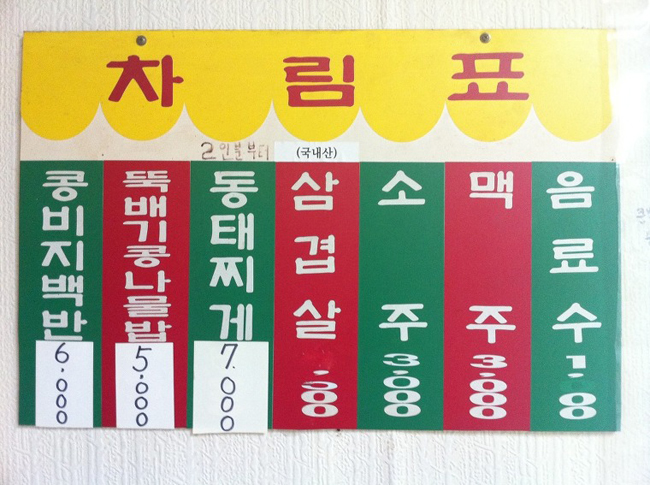 차림표
2인분부터
(국내산)
콩비지백반
6.000
뚝배기콩나물밥
5.000
동태찌게
7.000
삼겹살
소주
3.000
맥주
3.000
음료수
1.000